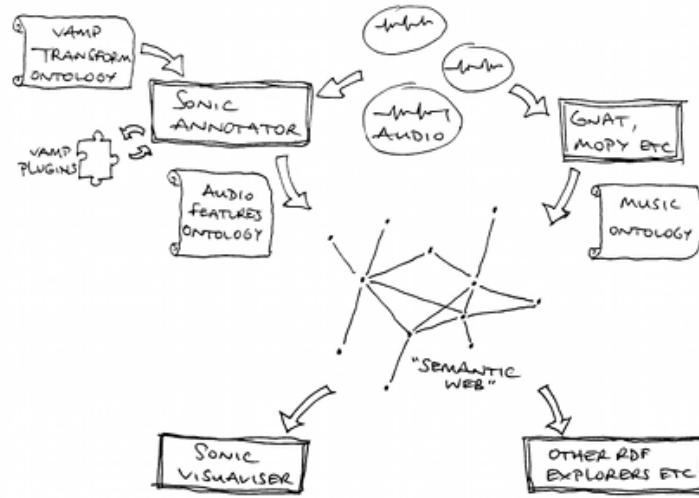 VAMP
TRANSFORM
ONTOLOGY
SONIC
ANNOTATOR
AUDIO
GNAT,
MOPY ETC
VAMP
PLUGINS
AUDIO
FEATURES
ONTOLOGY
MUSIC
ONTOLOGY
"SEMANTIC
WEB"
SONIC
VISUALISER
OTHER RDF
EXPLORERS ETC